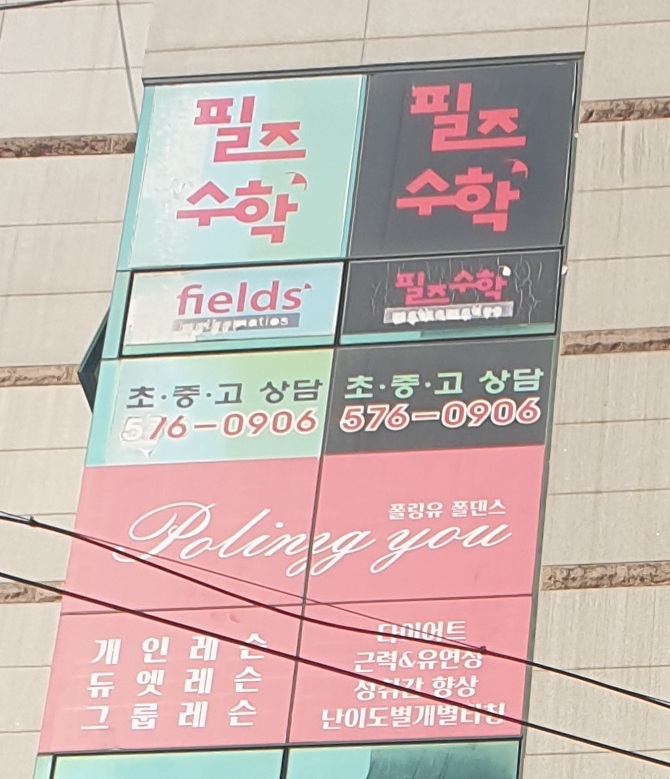 필즈
수학
필즈
수학
fields
필즈수학
초·중·고 상담
576-0906
초·중·고 상담
576-0906
폴링유 폴댄스
Poling you
개인레슨
듀엣레슨
그룹레슨
다이어트
근력&유연성
성취감 향상
난이도별개별티칭